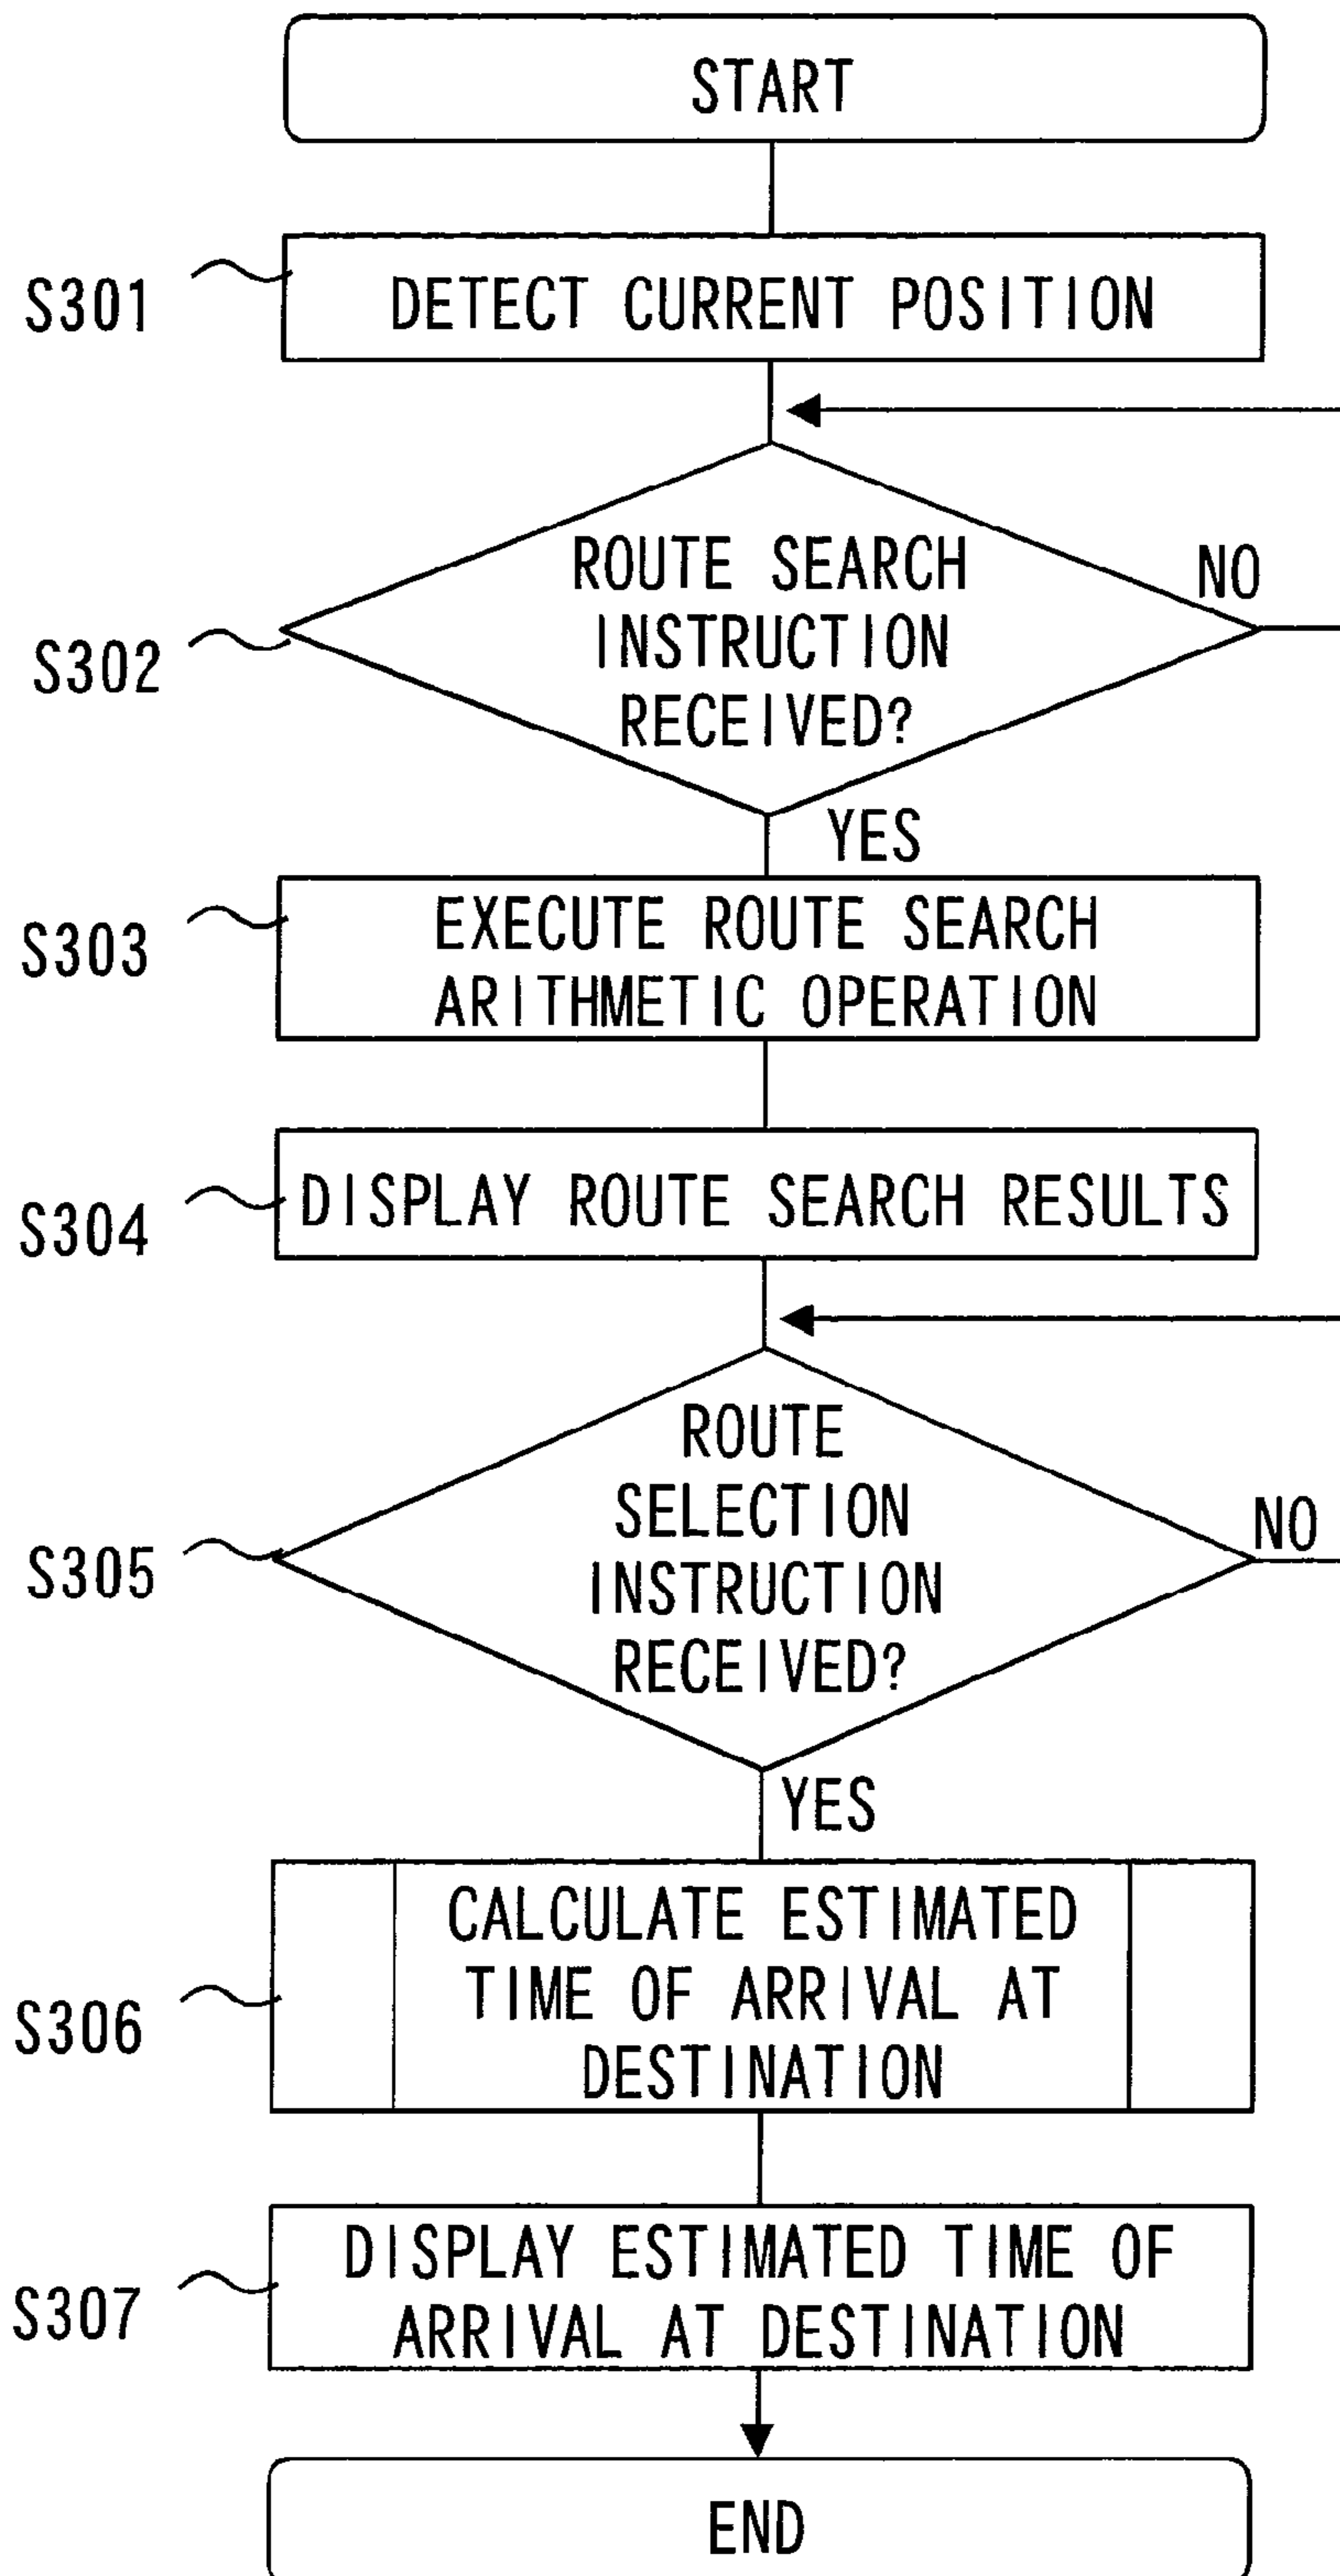 START
S301
DETECT CURRENT POSITION
ROUTE SEARCH
INSTRUCTION
RECEIVED?
NO
S302
YES
S303
EXECUTE ROUTE SEARCH
ARITHMETIC OPERATION
S304
DISPLAY ROUTE SEARCH RESULTS
ROUTE
SELECTION
INSTRUCTION
RECEIVED?
NO
S305
YES
S306
CALCULATE ESTIMATED
TIME OF ARRIVAL AT
DESTINATION
S307
DISPLAY ESTIMATED TIME OF
ARRIVAL AT DESTINATION
END